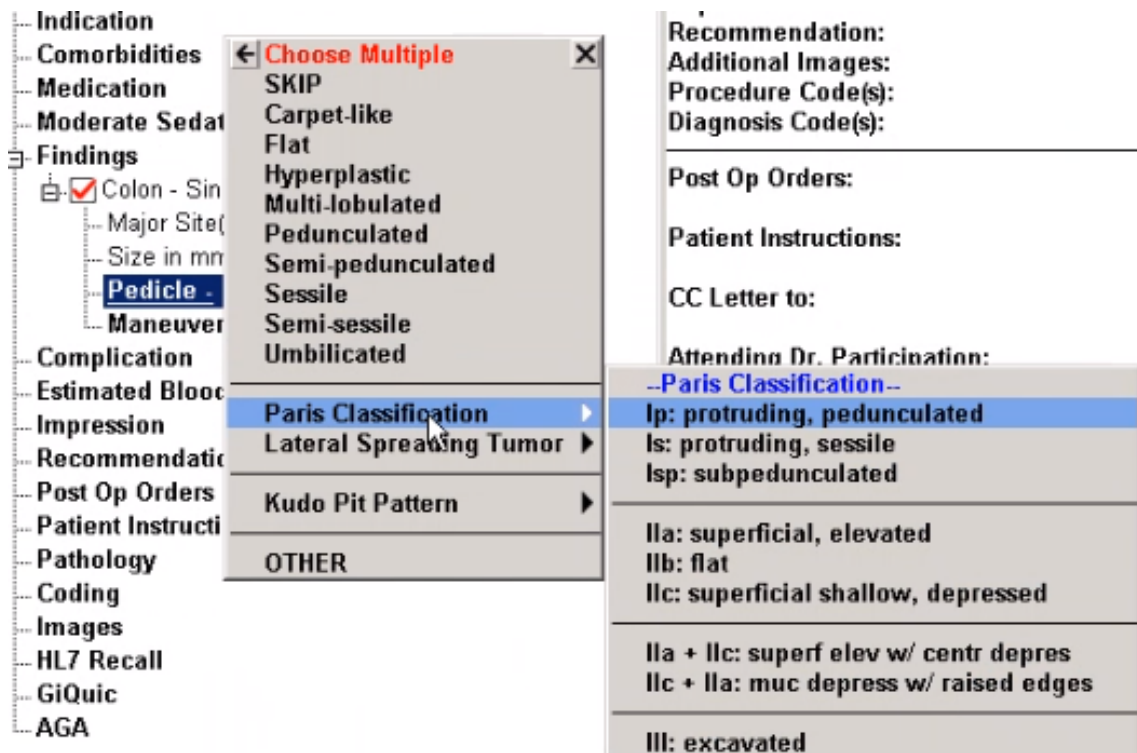 Indication
Comorbidities
Medication
Moderate Sedat
Findings
Colon - Sin
Major Site(
Size in mm
Pedicle -
Maneuver
Complication
Estimated Blood
Impression
Recommendatio
Post Op Orders
Patient Instructi
Pathology
Coding
Images
HL7 Recall
GiQuic
AGA
Choose Multiple
SKIP
Carpet-like
Flat
Hyperplastic
Multi-lobulated
Pedunculated
Semi-pedunculated
Sessile
Semi-sessile
Umbilicated
Paris Classification
Lateral Spreading Tumor
Kudo Pit Pattern
OTHER
Recommendation:
Additional Images:
Procedure Code(s):
Diagnosis Code(s):
Post Op Orders:
Patient Instructions:
CC Letter to:
Attending Dr. Participation:
--Paris Classification--
Ip: protruding, pedunculated
Is: protruding, sessile
Isp: subpedunculated
IIa: superficial, elevated
IIb: flat
IIc: superficial shallow, depressed
IIa + IIc: superf elev w/ centr depres
IIc + IIa: muc depress w/ raised edges
III: excavated